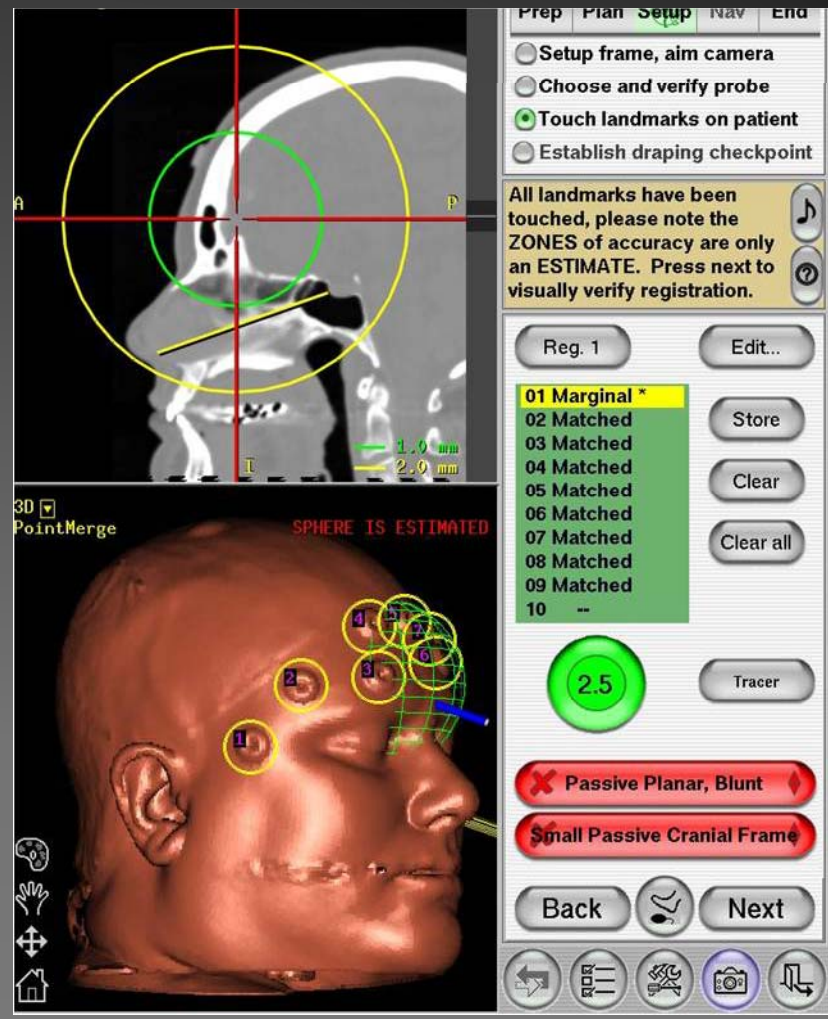 Prep Plan Setup Nav End
Setup frame, aim camera
Choose and verify probe
Touch landmarks on patient
Establish draping checkpoint
All landmarks have been
touched, please note the
ZONES of accuracy are only
an ESTIMATE. Press next to
visually verify registration.
A
P
I
1.0 mm
2.0 mm
Reg. 1
Edit...
01 Marginal *
02 Matched
03 Matched
04 Matched
05 Matched
06 Matched
07 Matched
08 Matched
09 Matched
10 --
Store
Clear
Clear all
3D
PointMerge
SPHERE IS ESTIMATED
4
3
6
2
1
2.5
Tracer
Passive Planar, Blunt
Small Passive Cranial Frame
Back
Next